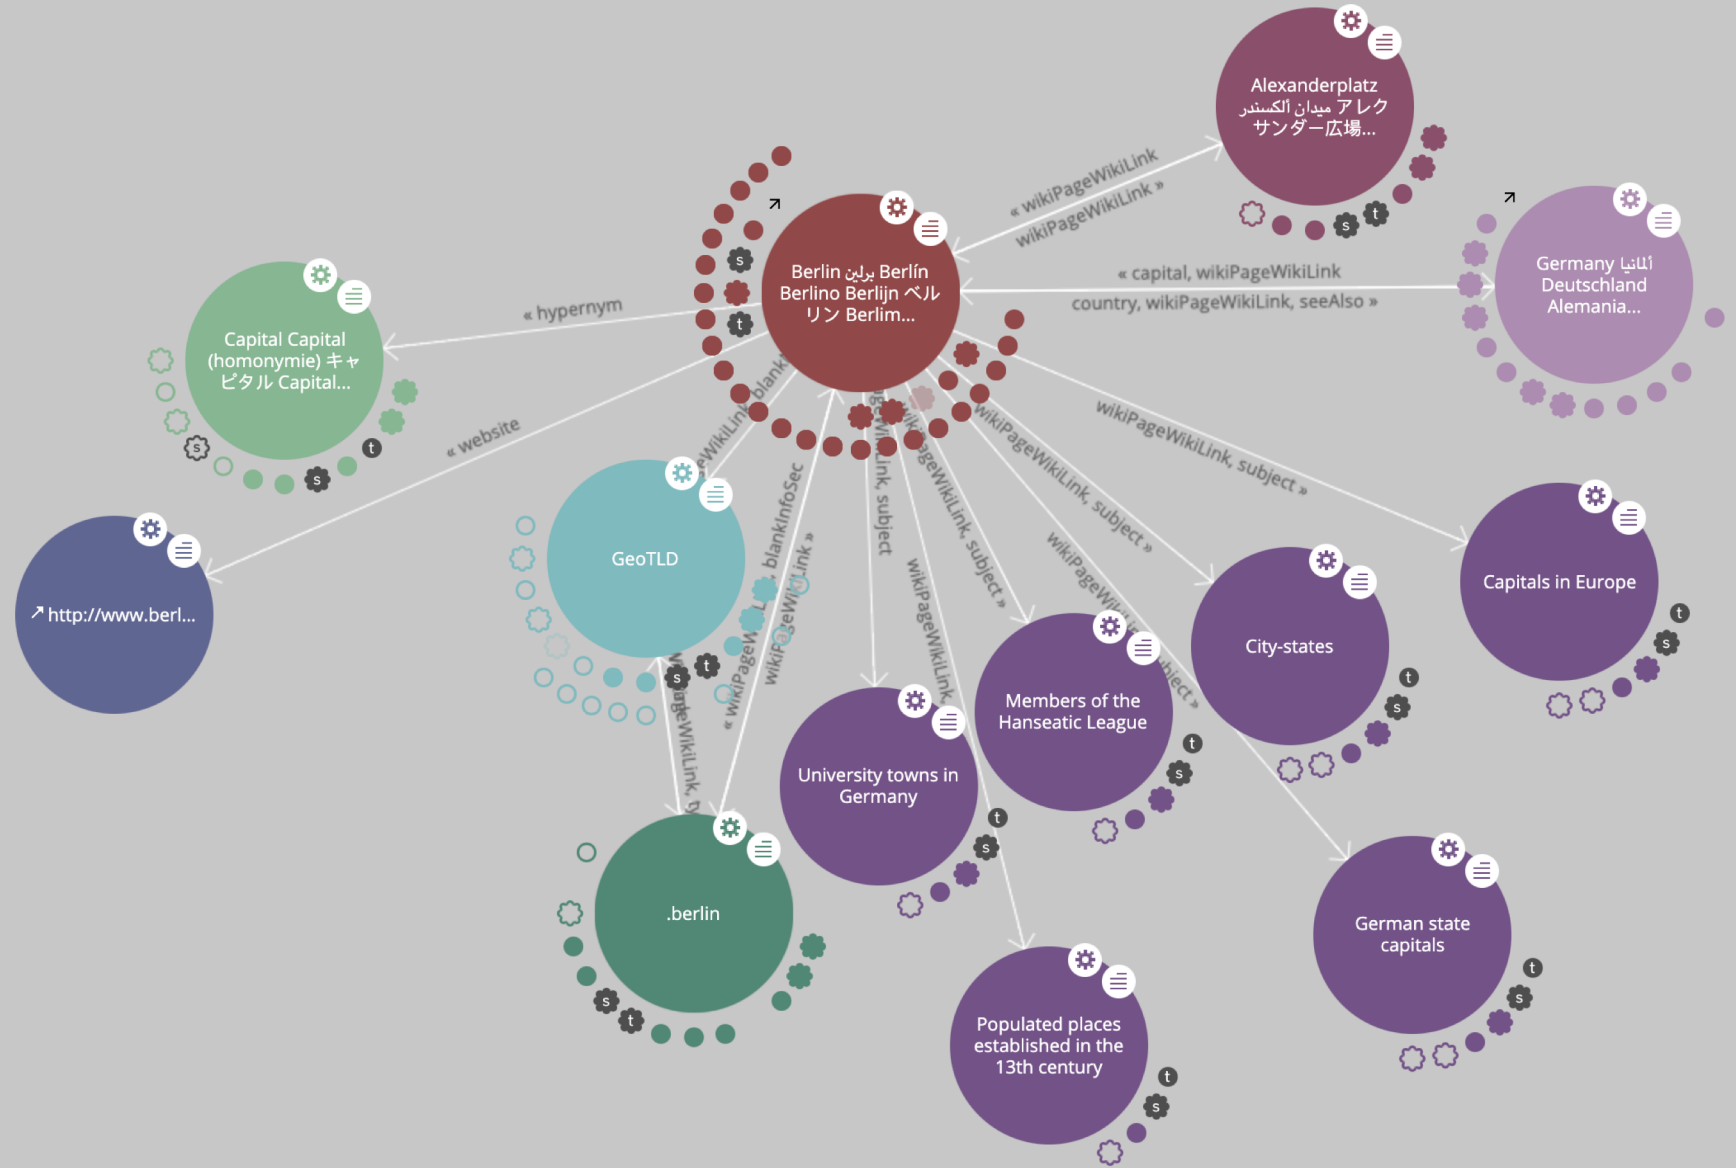 Alexanderplatz
ميدان ألكسندر アレク
サンダー広場...
« wikiPageWikiLink
wikiPageWikiLink »
Berlin برلين Berlín
Berlino Berlijn ベル
リン Berlim...
« capital, wikiPageWikiLink
country, wikiPageWikiLink, seeAlso »
Germany ألمانيا
Deutschland
Alemania...
« hypernym
Capital Capital
(homonymie) キャ
ピタル Capital...
« website
↗ http://www.berl...
GeoTLD
blankInfoSec
wikiPageWikiLink »
wikiPageWikiLink, subject »
wikiPageWikiLink, subject »
Capitals in Europe
City-states
Members of the
Hanseatic League
University towns in
Germany
.berlin
German state
capitals
Populated places
established in the
13th century
s
t
s
t
s
s
t
s
t
s
t
s
t
s
t
s
t
s
t
s
t
s
t